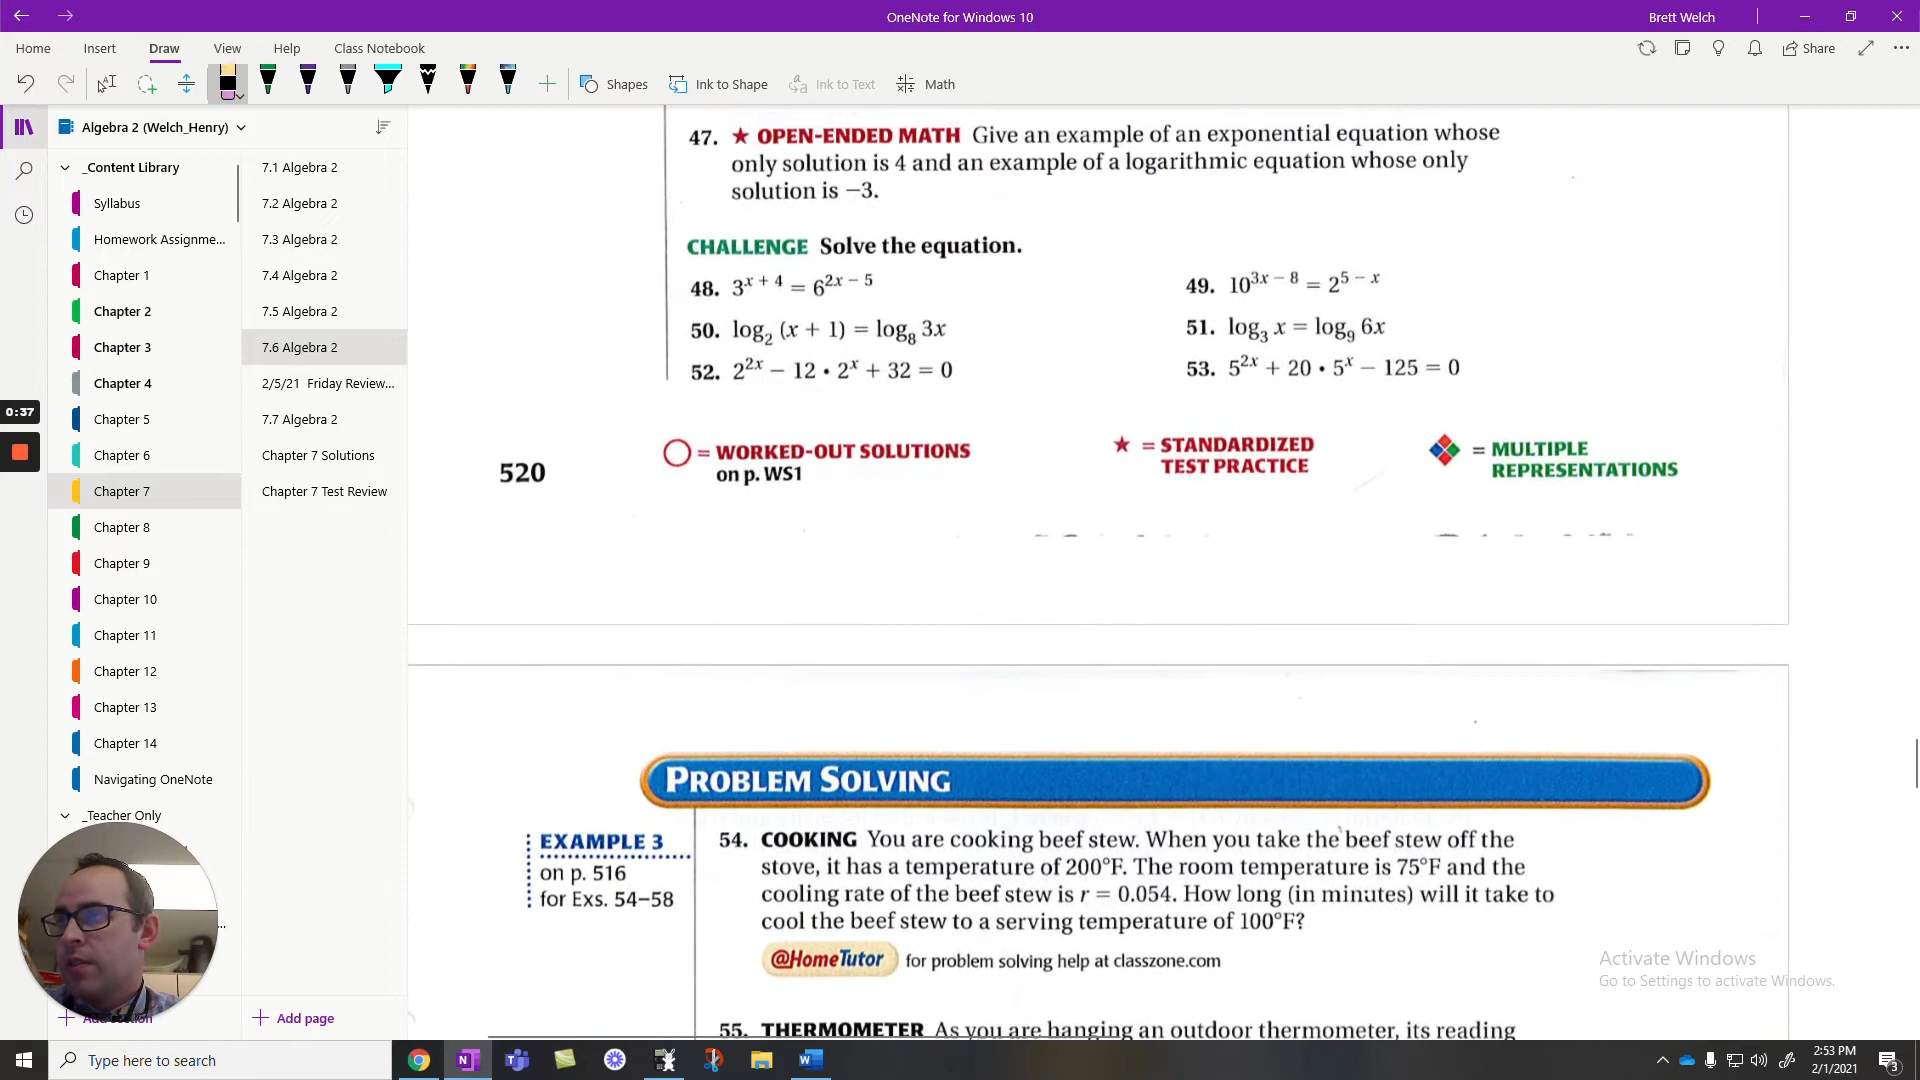 OneNote for Windows 10
Brett Welch
Home Insert Draw View Help Class Notebook
Share
Shapes Ink to Shape Ink to Text Math
Algebra 2 (Welch_Henry)
_Content Library
Syllabus
Homework Assignme...
Chapter 1
Chapter 2
Chapter 3
Chapter 4
Chapter 5
Chapter 6
Chapter 7
Chapter 8
Chapter 9
Chapter 10
Chapter 11
Chapter 12
Chapter 13
Chapter 14
Navigating OneNote
_Teacher Only
Add section
7.1 Algebra 2
7.2 Algebra 2
7.3 Algebra 2
7.4 Algebra 2
7.5 Algebra 2
7.6 Algebra 2
2/5/21 Friday Review...
7.7 Algebra 2
Chapter 7 Solutions
Chapter 7 Test Review
Add page
0:37
47. ★ OPEN-ENDED MATH Give an example of an exponential equation whose
only solution is 4 and an example of a logarithmic equation whose only
solution is −3.
CHALLENGE Solve the equation.
48. 3^{x + 4} = 6^{2x − 5}
49. 10^{3x − 8} = 2^{5 − x}
50. log₂ (x + 1) = log₈ 3x
51. log₃ x = log₉ 6x
52. 2^{2x} − 12 • 2^x + 32 = 0
53. 5^{2x} + 20 • 5^x − 125 = 0
520
= WORKED-OUT SOLUTIONS
on p. WS1
★ = STANDARDIZED
TEST PRACTICE
= MULTIPLE
REPRESENTATIONS
PROBLEM SOLVING
EXAMPLE 3
on p. 516
for Exs. 54–58
54. COOKING You are cooking beef stew. When you take the beef stew off the
stove, it has a temperature of 200°F. The room temperature is 75°F and the
cooling rate of the beef stew is r = 0.054. How long (in minutes) will it take to
cool the beef stew to a serving temperature of 100°F?
@HomeTutor for problem solving help at classzone.com
55. THERMOMETER As you are hanging an outdoor thermometer, its reading
Activate Windows
Go to Settings to activate Windows.
Type here to search
2:53 PM
2/1/2021
3